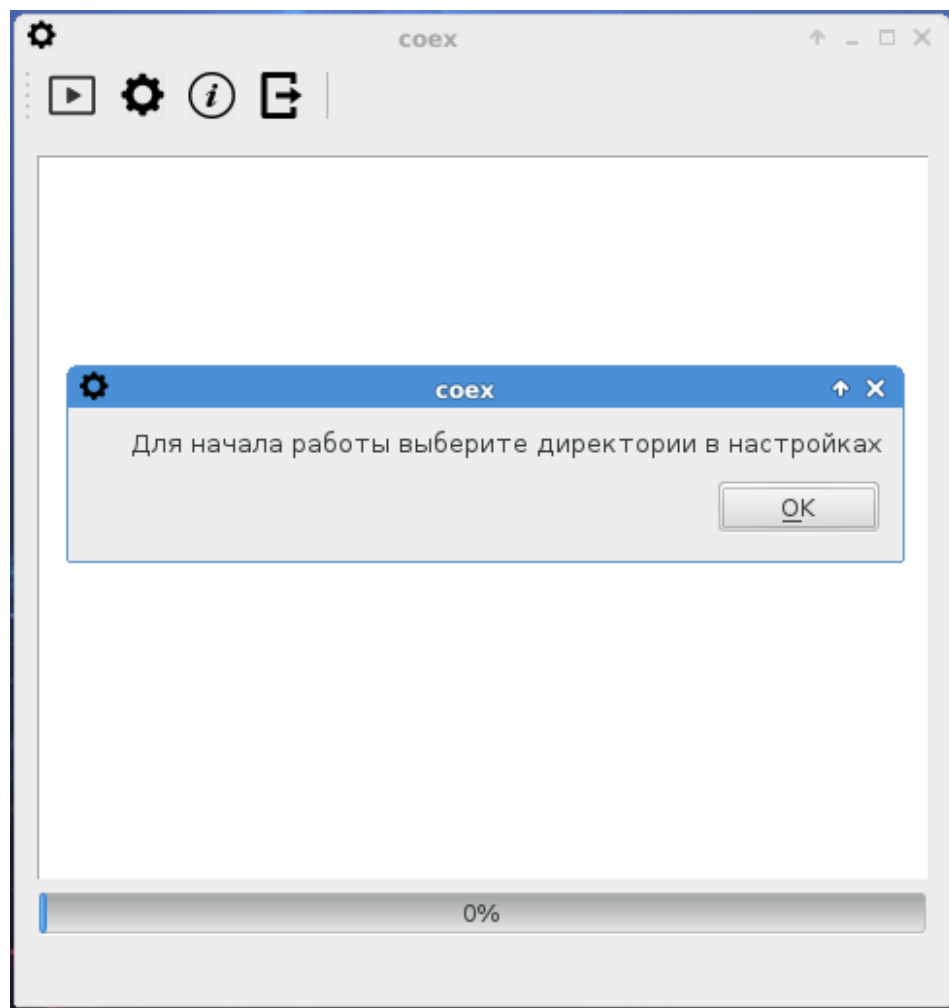 coex
coex
Для начала работы выберите директории в настройках
OK
0%